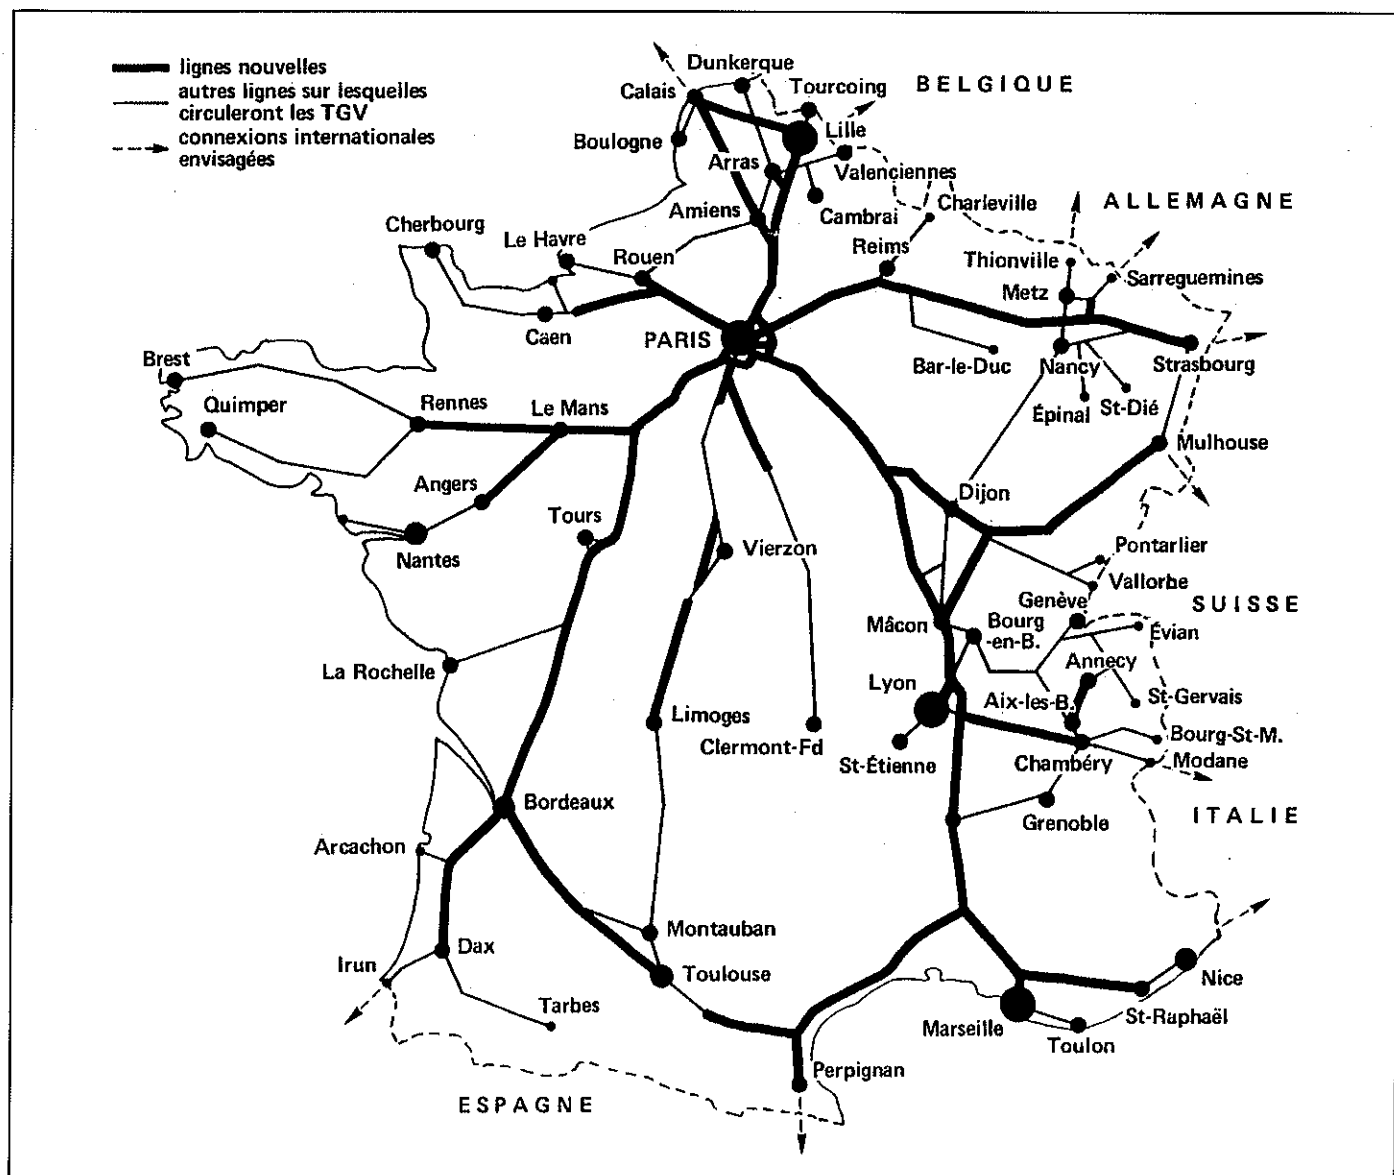 lignes nouvelles
autres lignes sur lesquelles
circuleront les TGV
connexions internationales
envisagées
Dunkerque
Calais
Tourcoing
BELGIQUE
Boulogne
Lille
Arras
Valenciennes
Amiens
Cambrai
Charleville
ALLEMAGNE
Cherbourg
Le Havre
Rouen
Reims
Thionville
Sarreguemines
Metz
Caen
PARIS
Bar-le-Duc
Nancy
Strasbourg
Brest
Quimper
Rennes
Le Mans
Épinal
St-Dié
Mulhouse
Angers
Tours
Dijon
Nantes
Vierzon
Pontarlier
Vallorbe
Genève
SUISSE
Mâcon
Bourg
-en-B.
Évian
La Rochelle
Annecy
Lyon
Aix-les-B.
St-Gervais
Limoges
Clermont-Fd
St-Étienne
Chambéry
Bourg-St-M.
Modane
Bordeaux
Grenoble
ITALIE
Arcachon
Montauban
Dax
Irun
Toulouse
Nice
Tarbes
Marseille
St-Raphaël
Toulon
Perpignan
ESPAGNE